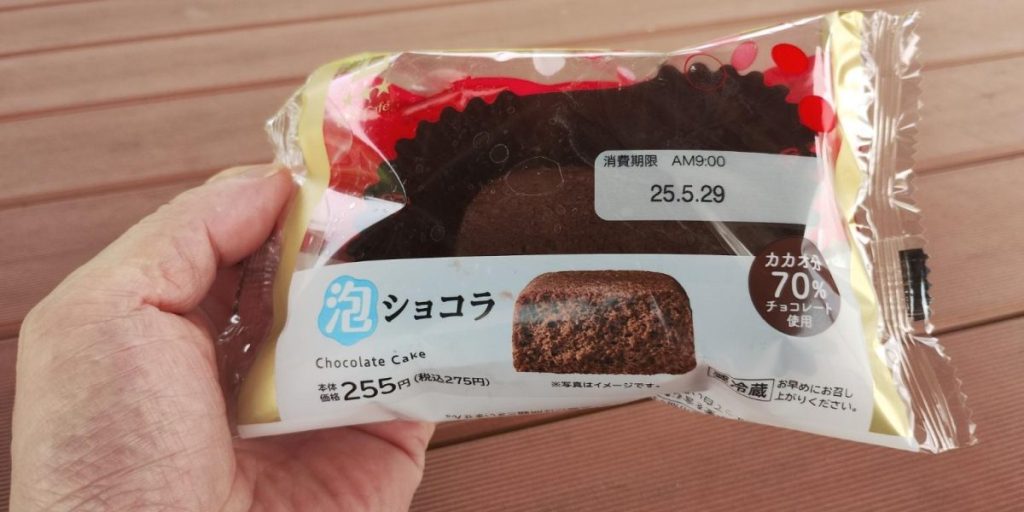 Café
消費期限 AM9:00
25.5.29
カカオ分
70%
チョコレート
使用
泡ショコラ
Chocolate Cake
本体価格 255円 (税込275円)
※写真はイメージです。
要冷蔵 お早めにお召し
上がりください。